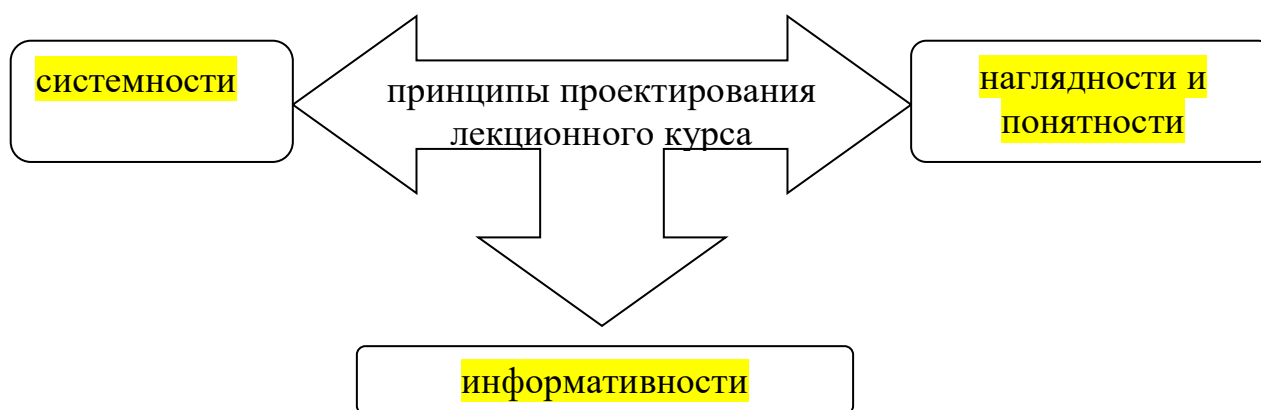 системности
принципы проектирования
лекционного курса
наглядности и
понятности
информативности